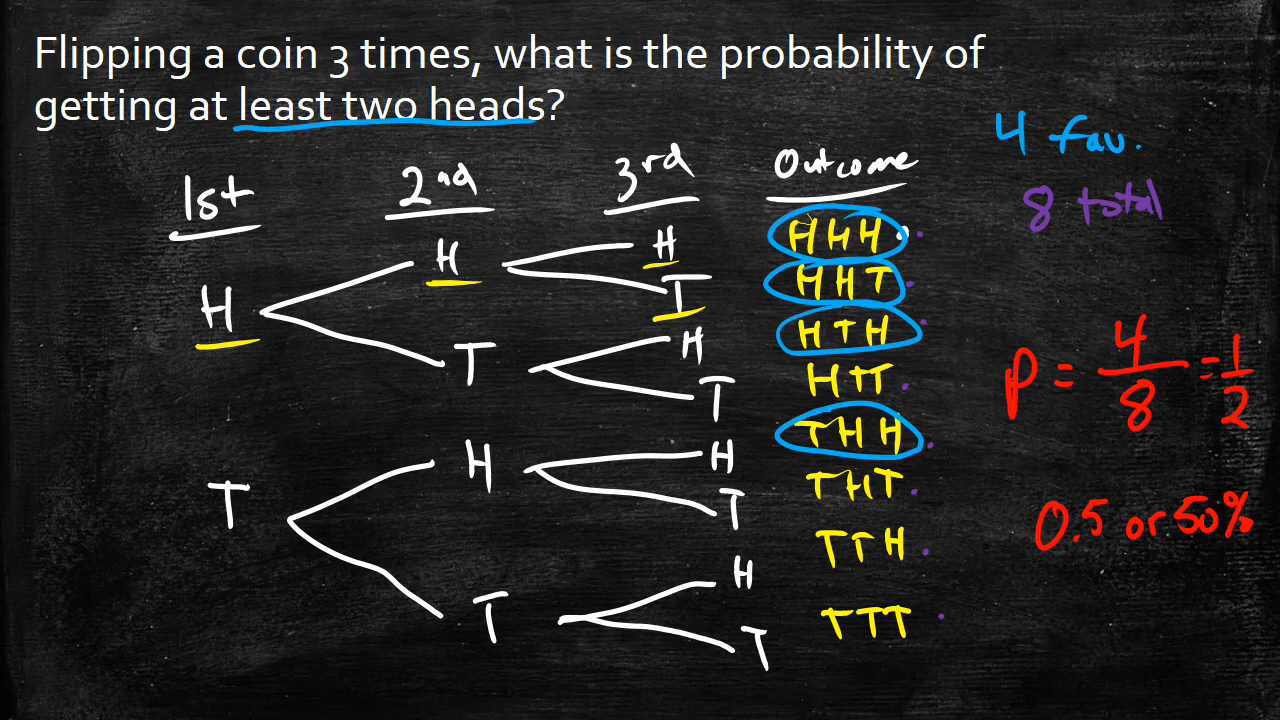 Flipping a coin 3 times, what is the probability of
getting at least two heads?
1st 2nd 3rd Outcome
4 fav.
8 total
H H H HHH
T HHT
T H HTH
T HTT
T H H THH
T THT
T H TTH
T TTT
P = 4/8 = 1/2
0.5 or 50%